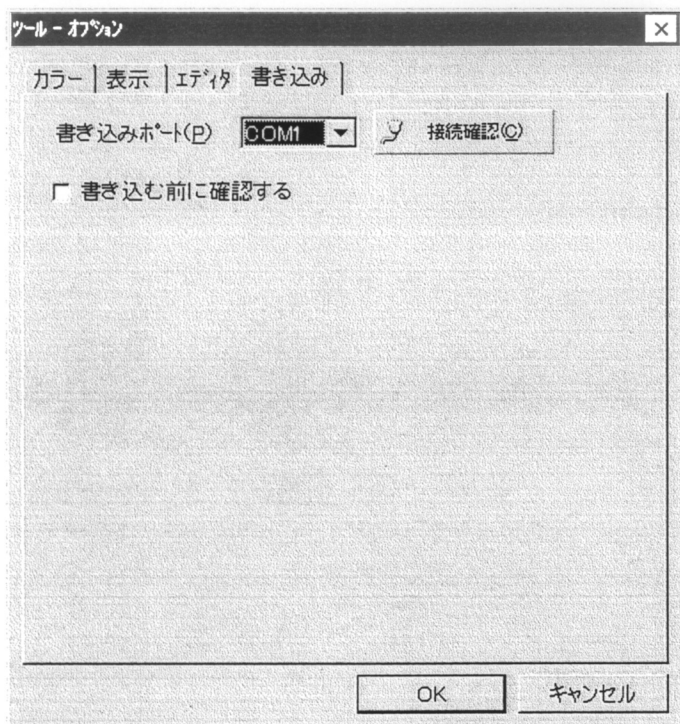 ツール - オプション
カラー 表示 エディタ 書き込み
書き込みポート(P) COM1 接続確認(C)
書き込む前に確認する
OK キャンセル